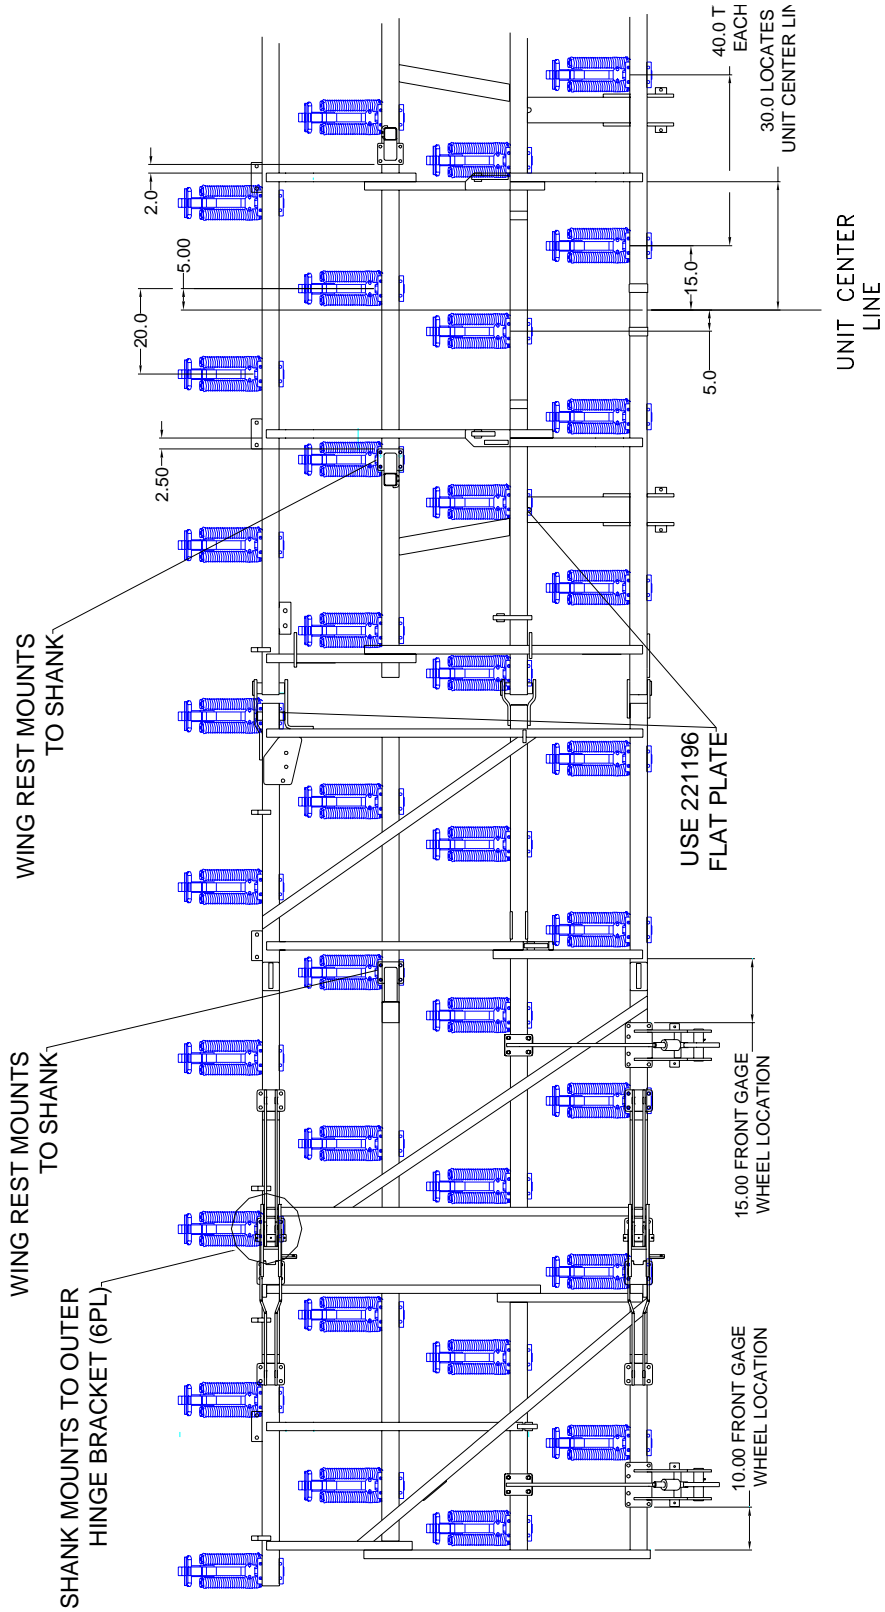 SHANK MOUNTS TO OUTER
HINGE BRACKET (6PL)
WING REST MOUNTS
TO SHANK
WING REST MOUNTS
TO SHANK
2.50
20.0
5.00
2.0
10.00 FRONT GAGE
WHEEL LOCATION
15.00 FRONT GAGE
WHEEL LOCATION
USE 221196
FLAT PLATE
5.0
15.0
UNIT CENTER
LINE
40.0 T
EACH
30.0 LOCATES
UNIT CENTER LIN